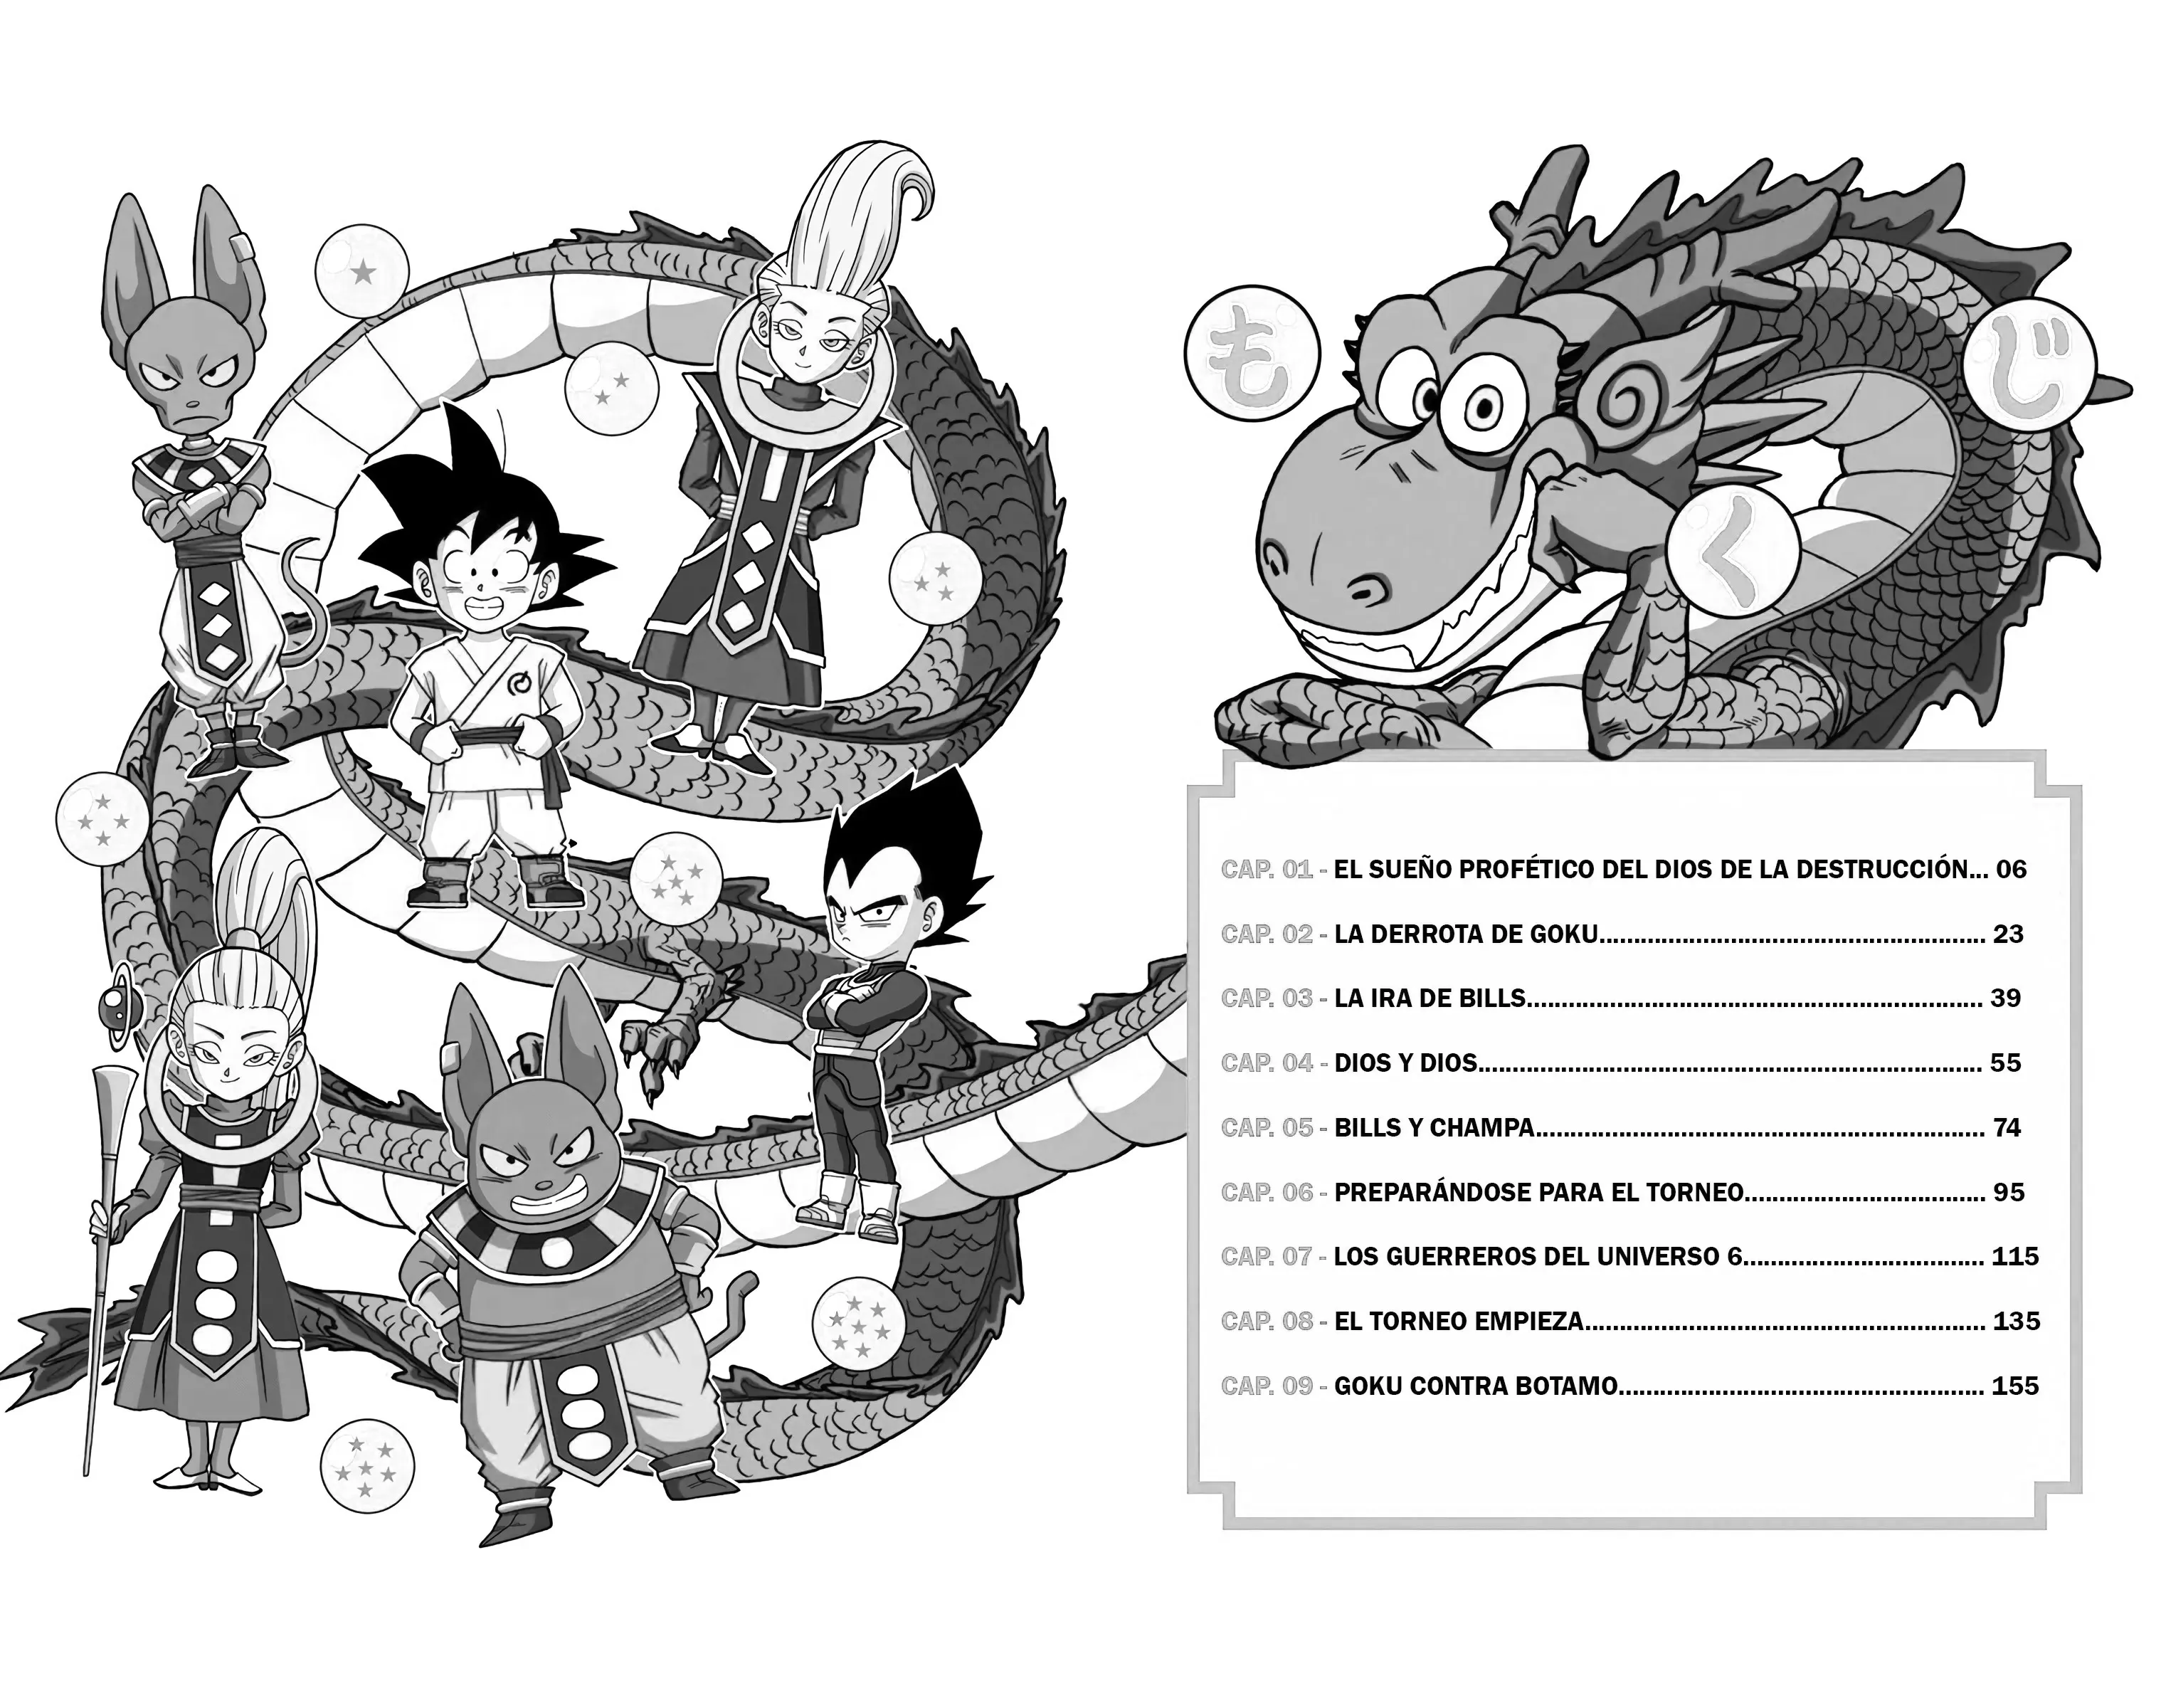 も
く
じ
CAP. 01 - EL SUEÑO PROFÉTICO DEL DIOS DE LA DESTRUCCIÓN... 06
CAP. 02 - LA DERROTA DE GOKU........................................................ 23
CAP. 03 - LA IRA DE BILLS.................................................................. 39
CAP. 04 - DIOS Y DIOS......................................................................... 55
CAP. 05 - BILLS Y CHAMPA................................................................. 74
CAP. 06 - PREPARÁNDOSE PARA EL TORNEO................................... 95
CAP. 07 - LOS GUERREROS DEL UNIVERSO 6................................... 115
CAP. 08 - EL TORNEO EMPIEZA.......................................................... 135
CAP. 09 - GOKU CONTRA BOTAMO..................................................... 155